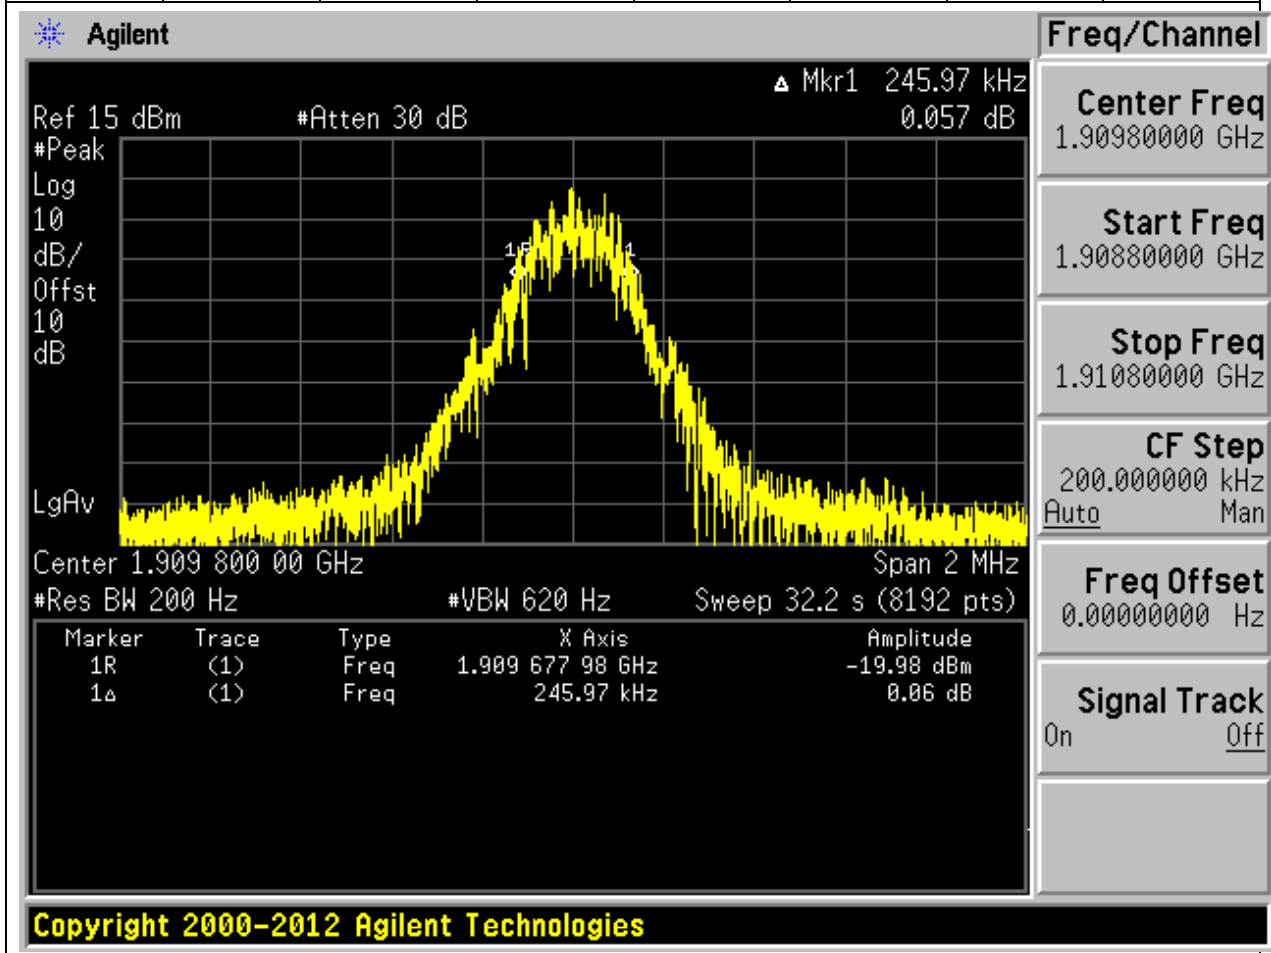 Agilent
Freq/Channel
Δ Mkr1 245.97 kHz
Ref 15 dBm #Atten 30 dB 0.057 dB
#Peak
Log
10
dB/
Offst
10
dB
LgAv
1R
1
Center 1.909 800 00 GHz Span 2 MHz
#Res BW 200 Hz #VBW 620 Hz Sweep 32.2 s (8192 pts)
Marker Trace Type X Axis Amplitude
1R (1) Freq 1.909 677 98 GHz -19.98 dBm
1Δ (1) Freq 245.97 kHz 0.06 dB
Center Freq
1.90980000 GHz
Start Freq
1.90880000 GHz
Stop Freq
1.91080000 GHz
CF Step
200.000000 kHz
Auto Man
Freq Offset
0.00000000 Hz
Signal Track
On Off
Copyright 2000-2012 Agilent Technologies